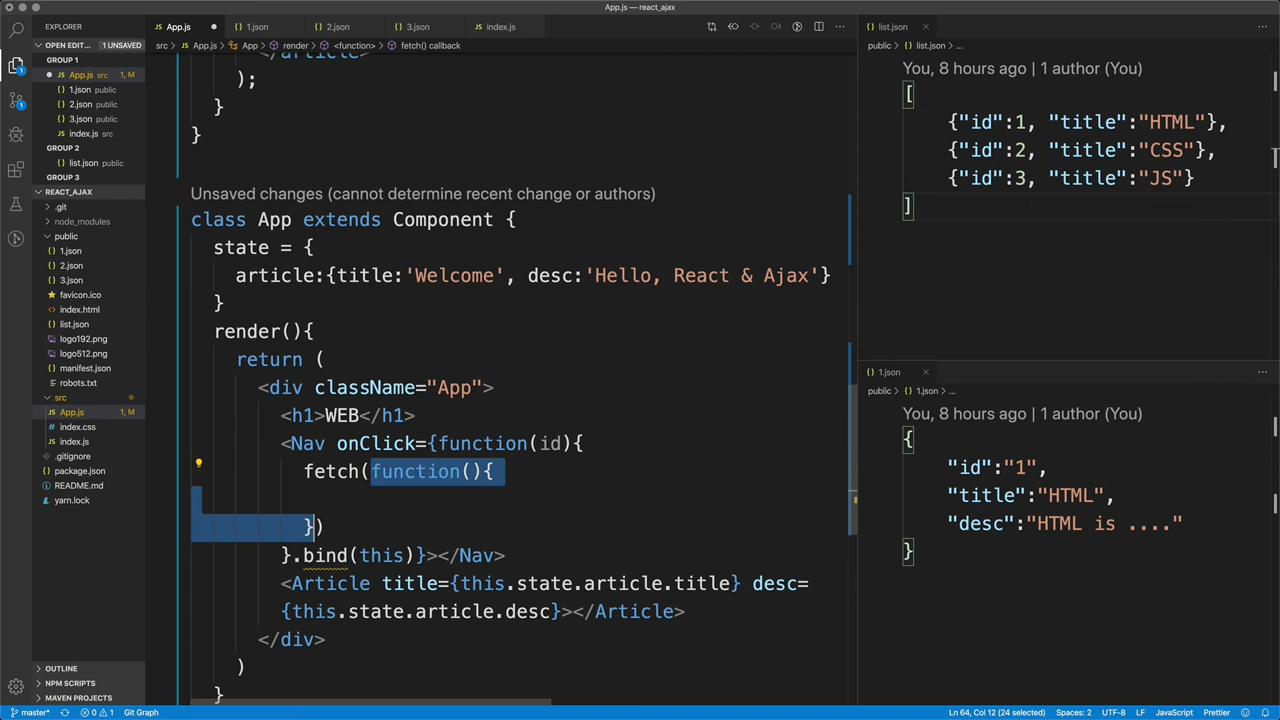 App.js — react_ajax
EXPLORER
OPEN EDIT... 1 UNSAVED
GROUP 1
App.js src 1, M
1.json public
2.json public
3.json public
index.js src
GROUP 2
list.json public
REACT_AJAX
.git
node_modules
public
1.json
2.json
3.json
favicon.ico
index.html
list.json
logo192.png
logo512.png
manifest.json
robots.txt
src
App.js 1, M
index.css
index.js
.gitignore
package.json
README.md
yarn.lock
OUTLINE
NPM SCRIPTS
MAVEN PROJECTS
App.js 1.json 2.json 3.json index.js
src › App.js › App › render › <function> › fetch() callback
</article>
);
}
}
Unsaved changes (cannot determine recent change or authors)
class App extends Component {
state = {
article:{title:'Welcome', desc:'Hello, React & Ajax'}
}
render(){
return (
<div className="App">
<h1>WEB</h1>
<Nav onClick={function(id){
fetch(function(){
})
}.bind(this)}></Nav>
<Article title={this.state.article.title} desc=
{this.state.article.desc}></Article>
</div>
)
}
list.json
public › list.json › ...
You, 8 hours ago | 1 author (You)
[
{"id":1, "title":"HTML"},
{"id":2, "title":"CSS"},
{"id":3, "title":"JS"}
]
1.json
public › 1.json › ...
You, 8 hours ago | 1 author (You)
{
"id":"1",
"title":"HTML",
"desc":"HTML is ...."
}
master* 0 1 Git Graph Ln 64, Col 12 (24 selected) Spaces: 2 UTF-8 LF JavaScript Prettier